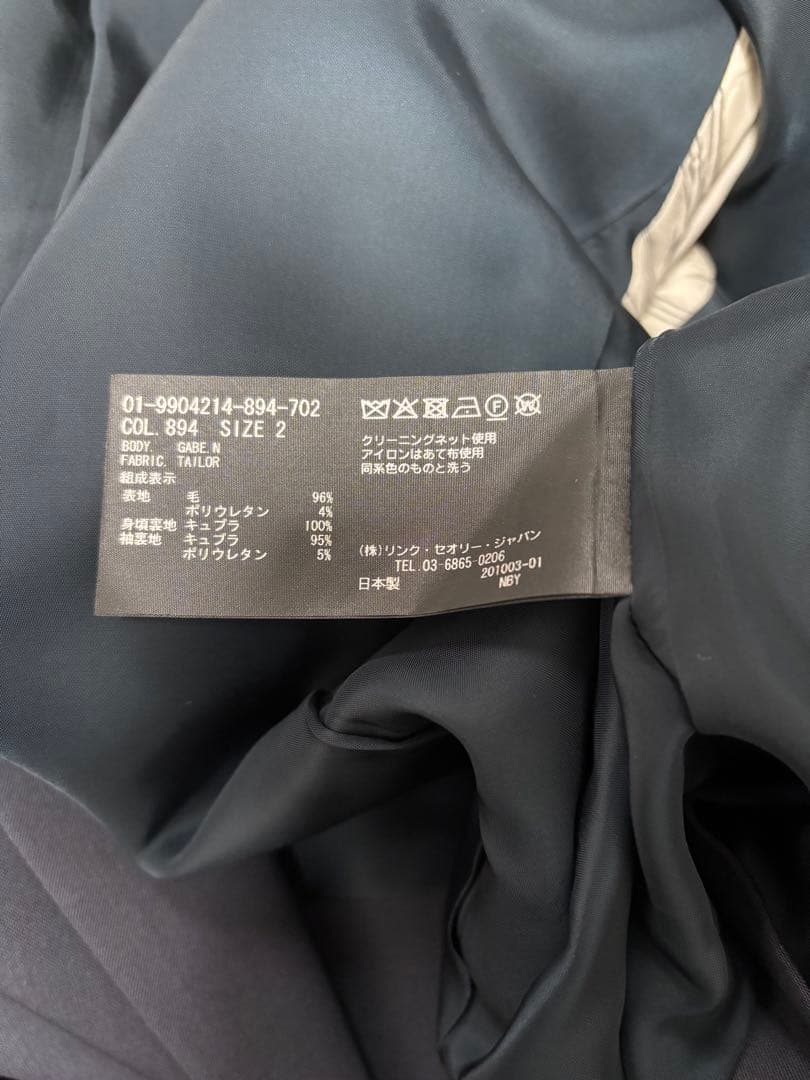 01-9904214-894-702
COL. 894 SIZE 2
BODY. GABE.N
FABRIC. TAILOR
組成表示
表地 毛 96%
ポリウレタン 4%
身頃裏地 キュプラ 100%
袖裏地 キュプラ 95%
ポリウレタン 5%
クリーニングネット使用
アイロンはあて布使用
同系色のものと洗う
(株)リンク・セオリー・ジャパン
TEL. 03-6865-0206
201003-01
日本製 NBY